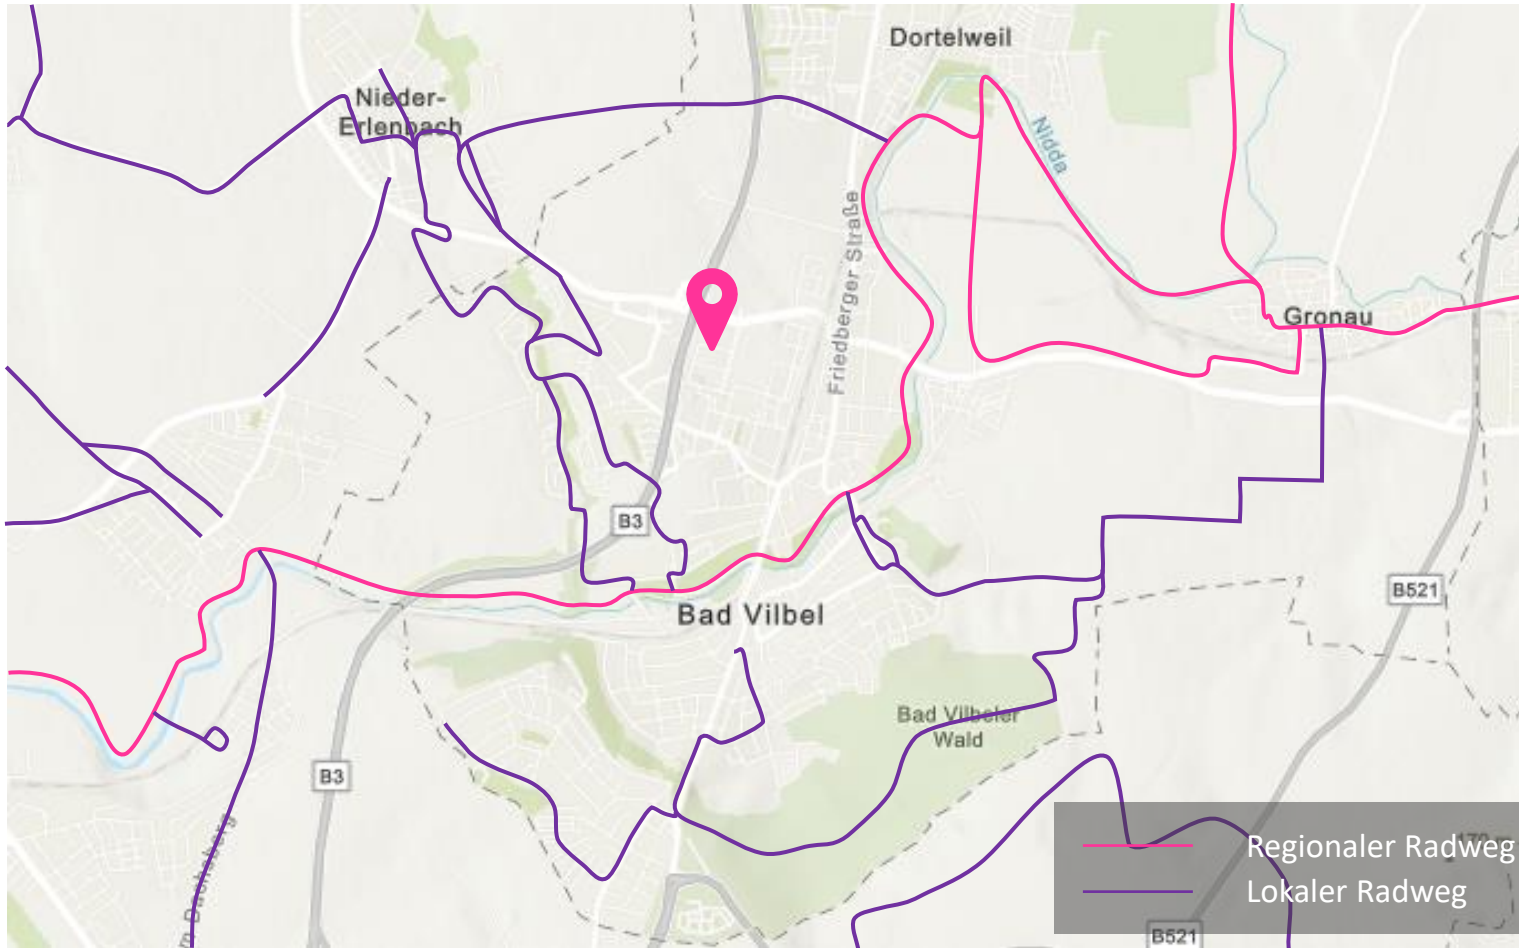 Dortelweil
Nieder-
Erlenbach
Nidda
Friedberger Straße
Gronau
B3
B521
Bad Vilbel
Bad Vilbeler
Wald
B3
Dachsberg
Regionaler Radweg
Lokaler Radweg
B521